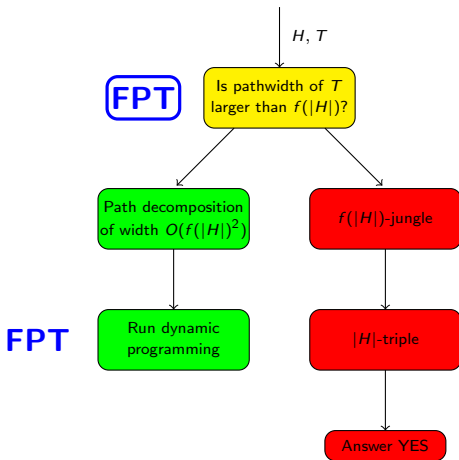 H, T
FPT
Is pathwidth of T
larger than f(|H|)?
Path decomposition
of width O(f(|H|)²)
f(|H|)-jungle
FPT
Run dynamic
programming
|H|-triple
Answer YES